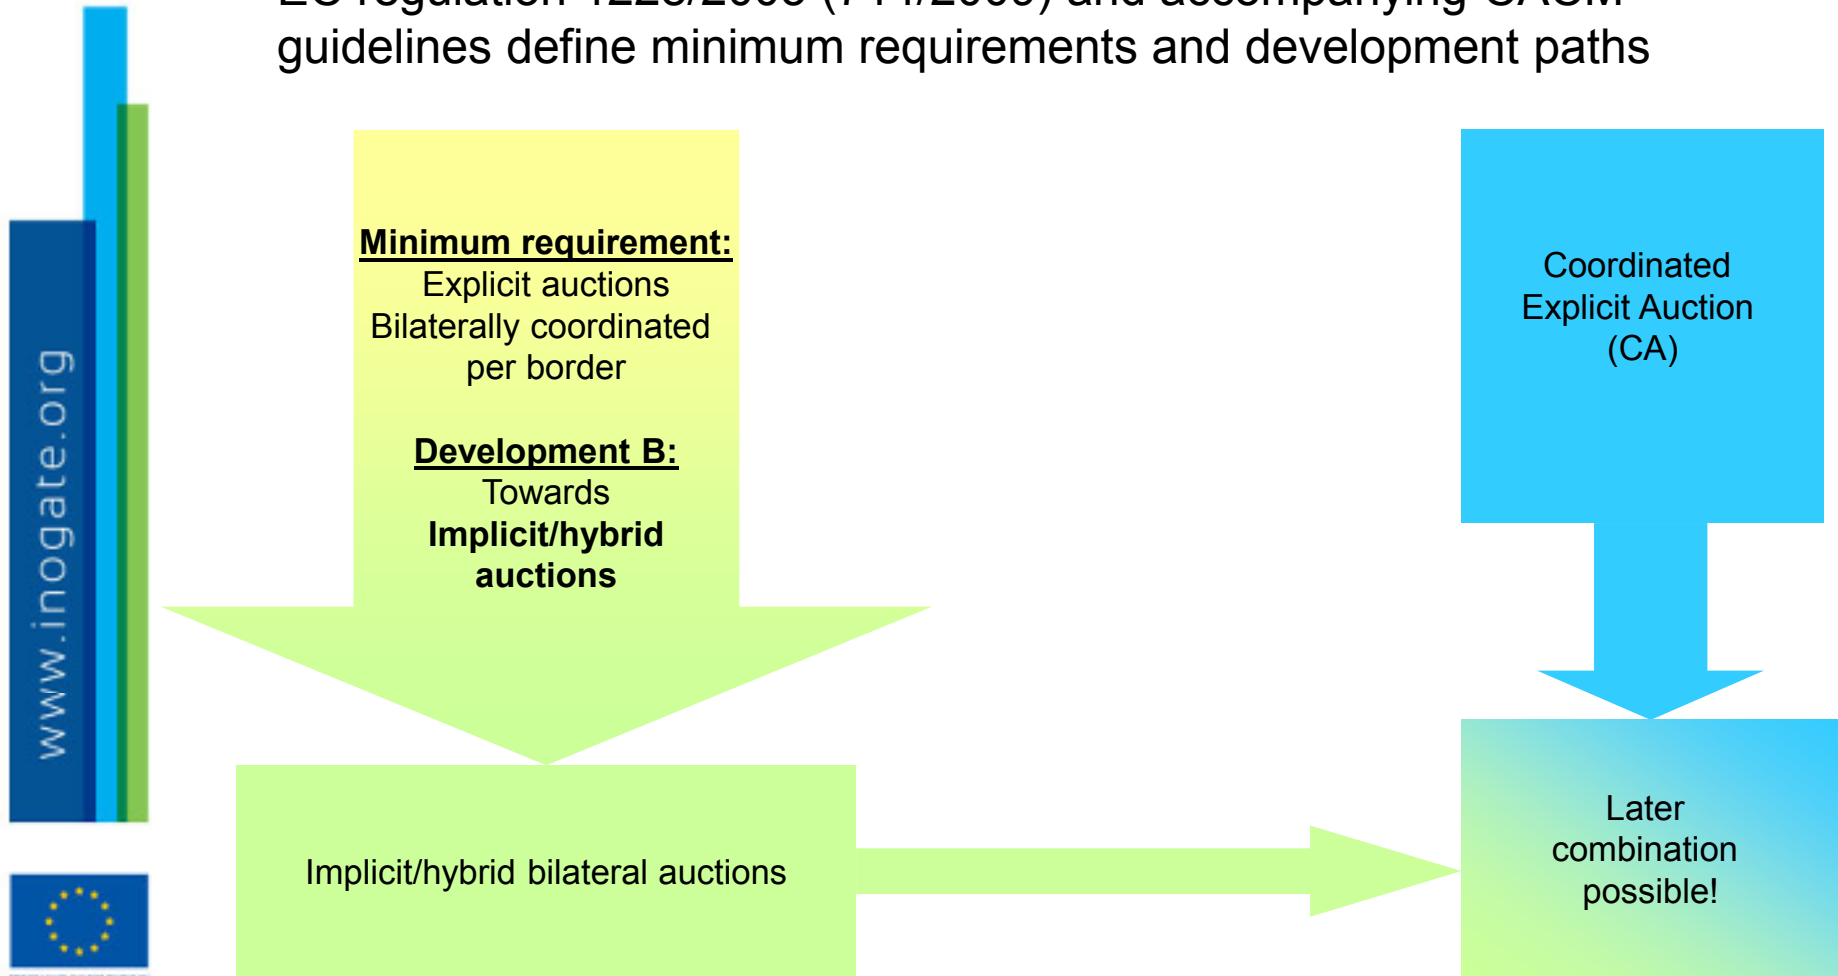 guidelines define minimum requirements and development paths
Minimum requirement:
Explicit auctions
Bilaterally coordinated
per border
Development B:
Towards
Implicit/hybrid
auctions
Coordinated
Explicit Auction
(CA)
Implicit/hybrid bilateral auctions
Later
combination
possible!
www.inogate.org